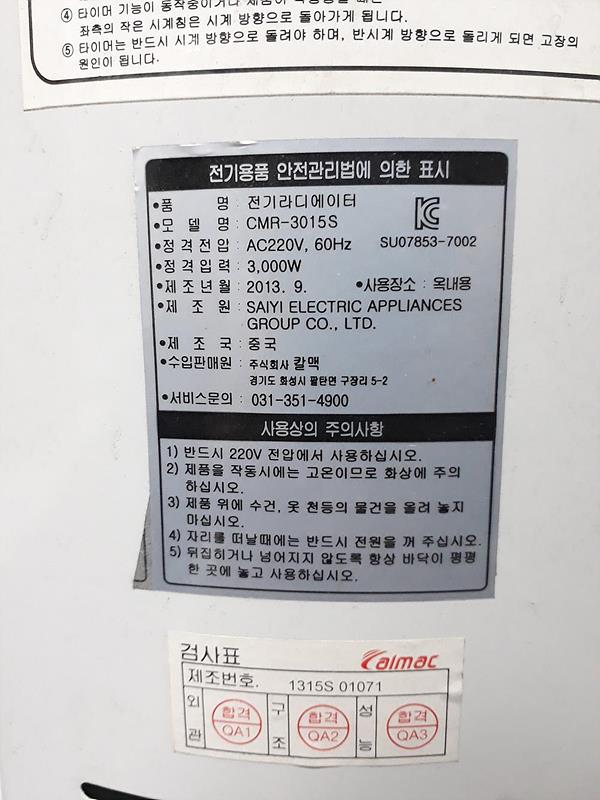 ④ 타이머 기능이 동작중이거나 제품이
좌측의 작은 시계침은 시계 방향으로 돌아가게 됩니다.
⑤ 타이머는 반드시 시계 방향으로 돌려야 하며, 반시계 방향으로 돌리게 되면 고장의
원인이 됩니다.
전기용품 안전관리법에 의한 표시
•품 명 : 전기라디에이터
•모 델 명 : CMR-3015S
SU07853-7002
•정격전압 : AC220V, 60Hz
•정격입력 : 3,000W
•제조년월 : 2013. 9. •사용장소 : 옥내용
•제 조 원 : SAIYI ELECTRIC APPLIANCES
GROUP CO., LTD.
•제 조 국 : 중국
•수입판매원 : 주식회사 칼맥
경기도 화성시 팔탄면 구장리 5-2
•서비스문의 : 031-351-4900
사용상의 주의사항
1) 반드시 220V 전압에서 사용하십시오.
2) 제품을 작동시에는 고온이므로 화상에 주의
하십시오.
3) 제품 위에 수건, 옷 천등의 물건을 올려 놓지
마십시오.
4) 자리를 떠날때에는 반드시 전원을 꺼 주십시오.
5) 뒤집히거나 넘어지지 않도록 항상 바닥이 평평
한 곳에 놓고 사용하십시오.
검사표 Calmac
제조번호. 1315S 01071
외관 합격 QA1 구조 합격 QA2 성능 합격 QA3